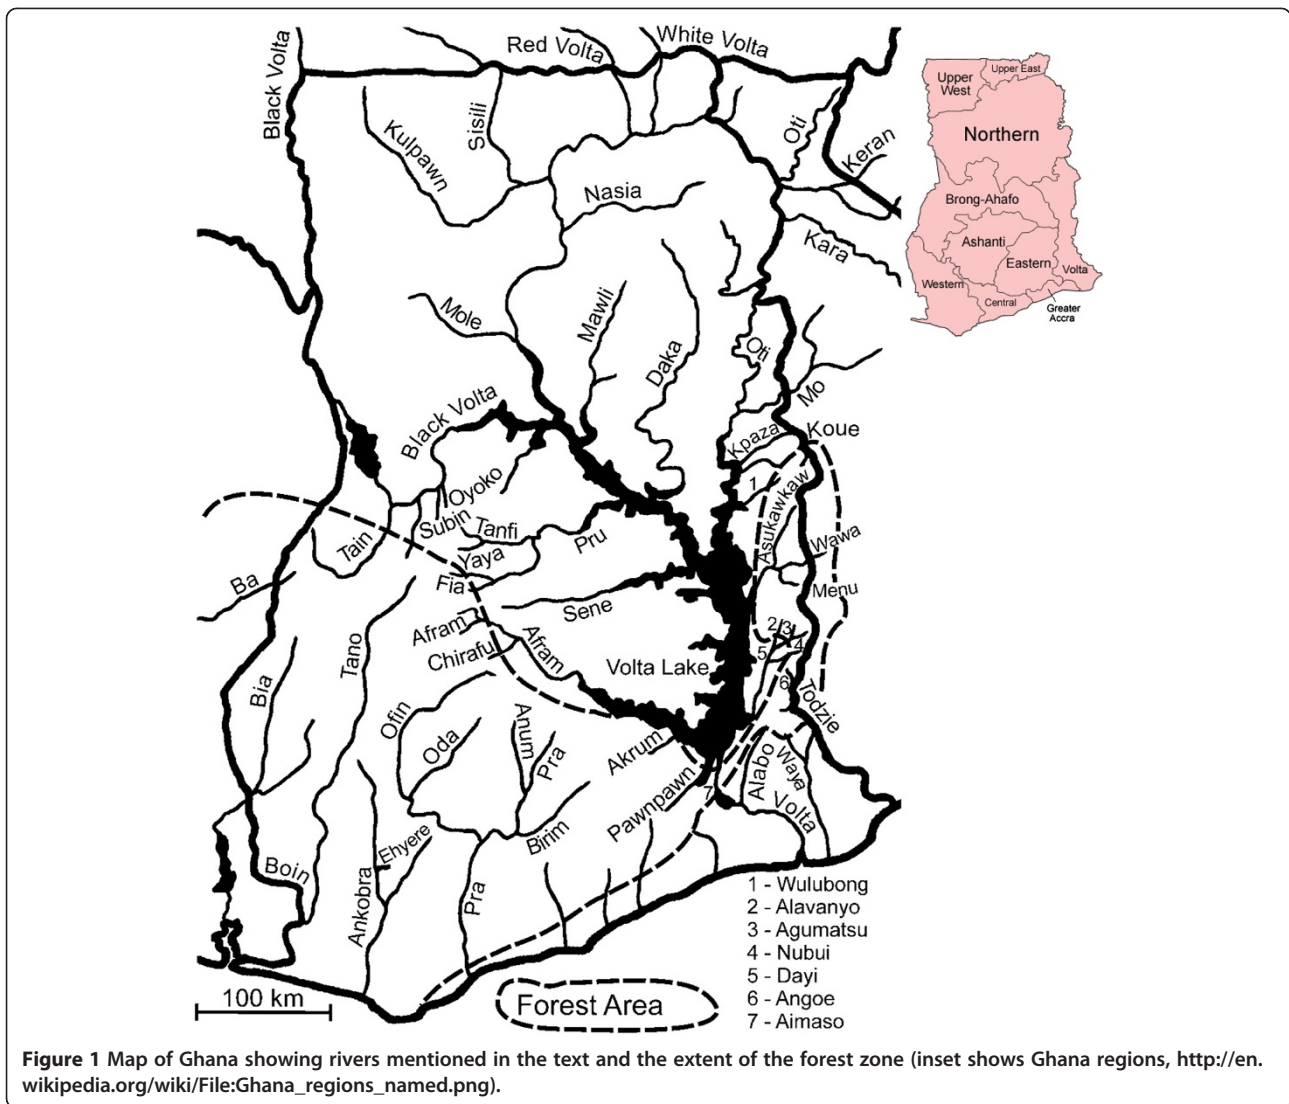 Black Volta
Red Volta
White Volta
Kulpawn
Sisili
Oti
Keran
Nasia
Kara
Mole
Mawli
Daka
Oti
Mo
Black Volta
Kpaza
Koue
Oyoko
1
Asukawkaw
Subin
Tanfi
Tain
Yaya
Pru
Wawa
Ba
Fia
Sene
Menu
Afram
2
3
4
Chirafu
Afram
5
Tano
Volta Lake
6
Todzie
Bia
Ofin
Oda
Anum
Pra
Akrum
Alabo
Waya
Pawnpawn
7
Volta
Birim
Ehyere
Boin
Ankobra
Pra
1 - Wulubong
2 - Alavanyo
3 - Agumatsu
4 - Nubui
5 - Dayi
6 - Angoe
7 - Aimaso
100 km
Forest Area
Upper
West
Upper East
Northern
Brong-Ahafo
Ashanti
Eastern
Volta
Western
Central
Greater
Accra
Figure 1 Map of Ghana showing rivers mentioned in the text and the extent of the forest zone (inset shows Ghana regions, http://en.
wikipedia.org/wiki/File:Ghana_regions_named.png).